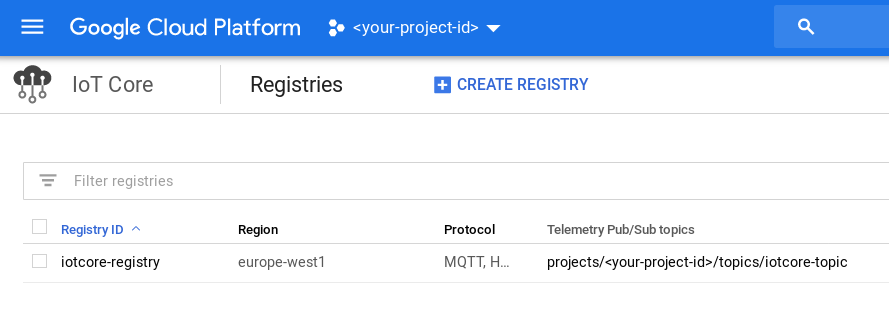 Google Cloud Platform <your-project-id>
IoT Core Registries CREATE REGISTRY
Filter registries
Registry ID Region Protocol Telemetry Pub/Sub topics
iotcore-registry europe-west1 MQTT, H... projects/<your-project-id>/topics/iotcore-topic